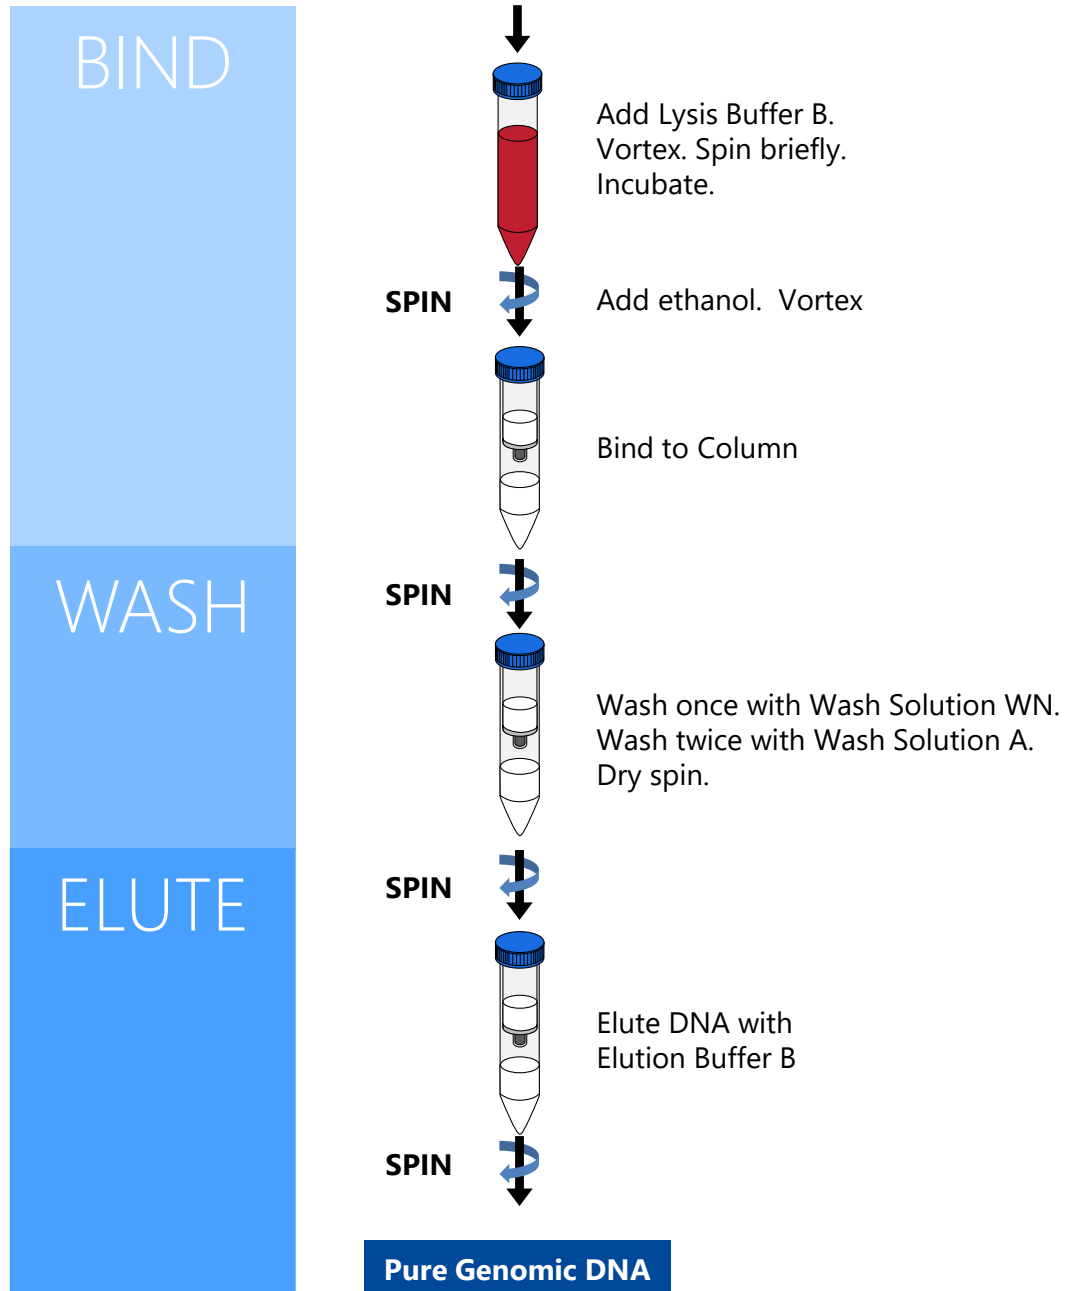 BIND
Add Lysis Buffer B.
Vortex. Spin briefly.
Incubate.
SPIN
Add ethanol.  Vortex
Bind to Column
WASH
SPIN
Wash once with Wash Solution WN.
Wash twice with Wash Solution A.
Dry spin.
ELUTE
SPIN
Elute DNA with
Elution Buffer B
SPIN
Pure Genomic DNA